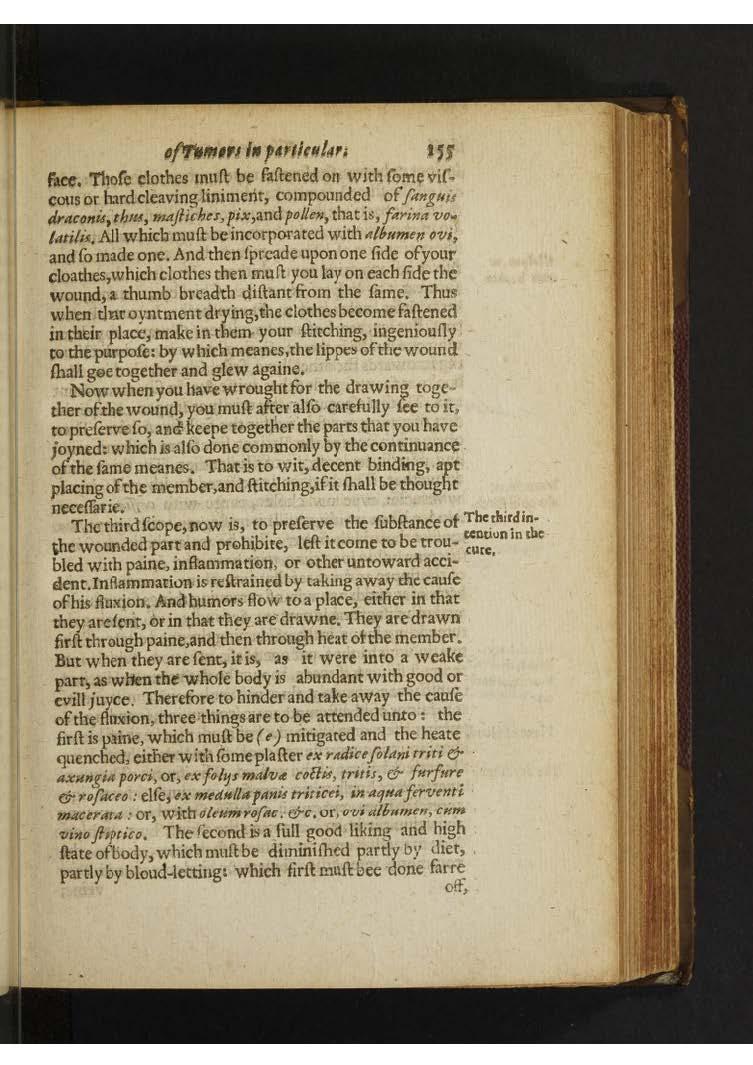 of Tumors in particular. 255
face. Thoſe clothes muſt be faſtened on with ſome viſ-
cous or hard cleaving liniment, compounded of ſanguis
draconis, thus, maſtiches, pix, and pollen, that is, farina vo-
latilis. All which muſt be incorporated with albumen ovi,
and ſo made one. And then ſpreade upon one ſide of your
cloathes, which clothes then muſt you lay on each ſide the
wound, a thumb breadth diſtant from the ſame. Thus
when that oyntment drying, the clothes become faſtened
in their place, make in them your ſtitching, ingeniouſly
to the purpoſe: by which meanes, the lippes of the wound
ſhall goe together and glew againe.
Now when you have wrought for the drawing toge-
ther of the wound, you muſt after alſo carefully ſee to it,
to preſerve ſo, and keepe together the parts that you have
joyned: which is alſo done commonly by the continuance
of the ſame meanes. That is to wit, decent binding, apt
placing of the member, and ſtitching, if it ſhall be thought
neceſſarie.
The third ſcope, now is, to preſerve the ſubſtance of
the wounded part and prohibite, leſt it come to be trou-
bled with paine, inflammation, or other untoward acci-
dent. Inflammation is reſtrained by taking away the cauſe
of his fluxion. And humors flow to a place, either in that
they are ſent, or in that they are drawne. They are drawn
firſt through paine, and then through heat of the member.
But when they are ſent, it is, as it were into a weake
part, as when the whole body is abundant with good or
evill juyce. Therefore to hinder and take away the cauſe
of the fluxion, three things are to be attended unto: the
firſt is paine, which muſt be (e) mitigated and the heate
quenched, either with ſome plaſter ex radice ſolani triti &
axungia porci, or, ex folijs malvæ coctis, tritis, & furfure
& roſaceo: elſe, ex medulla panis triticei, in aqua ferventi
macerata: or, with oleum roſac. &c. or, ovi albumen, cum
vino ſtiptico. The ſecond is a full good liking and high
ſtate of body, which muſt be diminiſhed partly by diet,
partly by bloud-letting: which firſt muſt bee done farre
off,
The third in-
tention in the
cure.